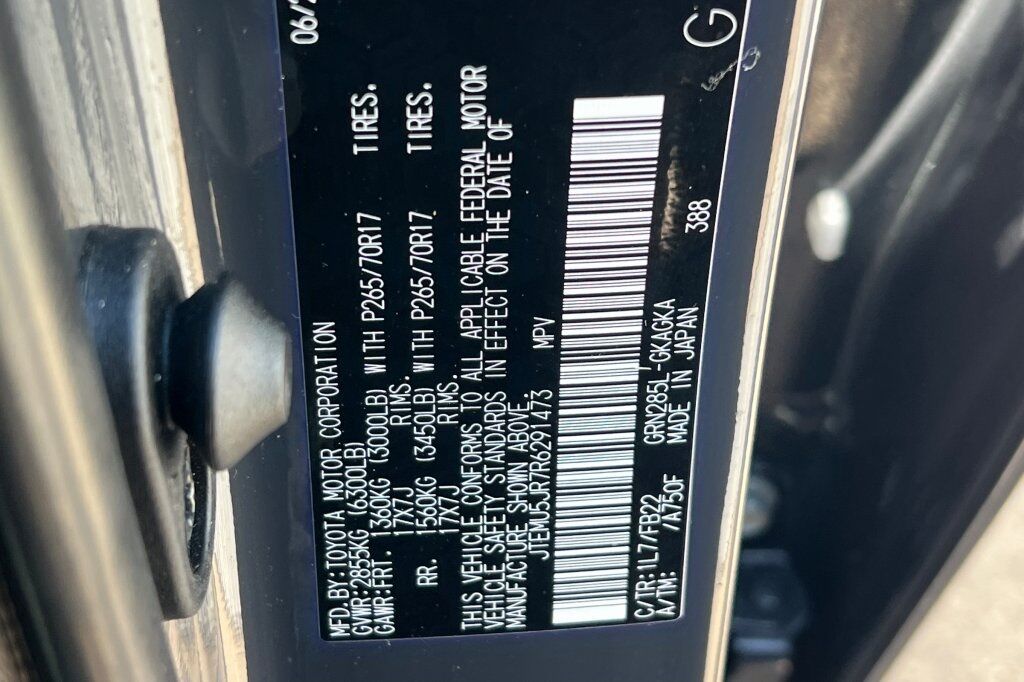 MFD.BY:TOYOTA MOTOR CORPORATION 06/2
GVWR:2855KG (6300LB)
GAWR:FRT. 1360KG (3000LB) WITH P265/70R17 TIRES.
17X7J RIMS.
RR. 1560KG (3450LB) WITH P265/70R17 TIRES.
17X7J RIMS.
THIS VEHICLE CONFORMS TO ALL APPLICABLE FEDERAL MOTOR
VEHICLE SAFETY STANDARDS IN EFFECT ON THE DATE OF
MANUFACTURE SHOWN ABOVE.
JTEMU5JR7R6291473 MPV
C/TR:1L7/FB22 GRN285L-GKAGKA
A/TM: /A750F MADE IN JAPAN 388
G